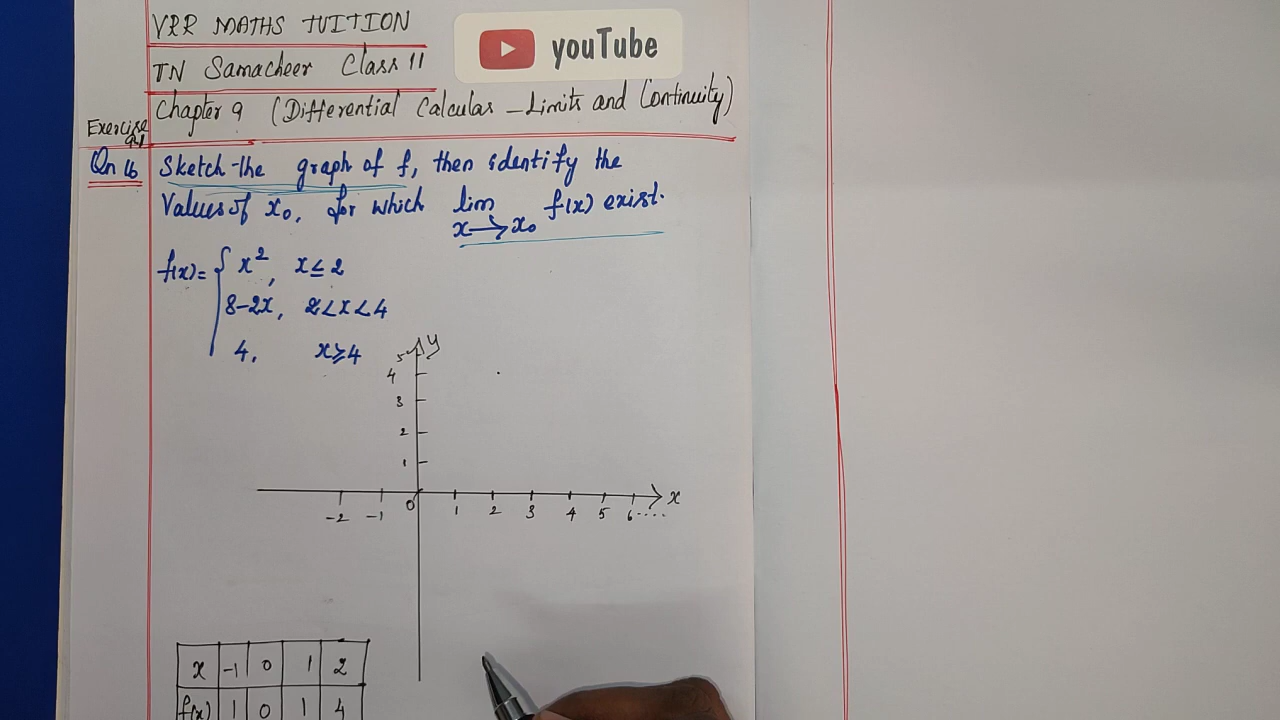 VRR MATHS TUITION
youTube
TN Samacheer Class 11
Chapter 9 (Differential Calculas - Limits and Continuity)
Exercise
9.1
Qn 16 Sketch the graph of f, then identify the
Values of x₀, for which lim f(x) exist.
x→x₀
f(x) = { x², x ≤ 2
8-2x, 2<x<4
4, x ≥ 4
y
5
4
3
2
1
-2 -1 0 1 2 3 4 5 6.... x
x -1 0 1 2
f(x) 1 0 1 4